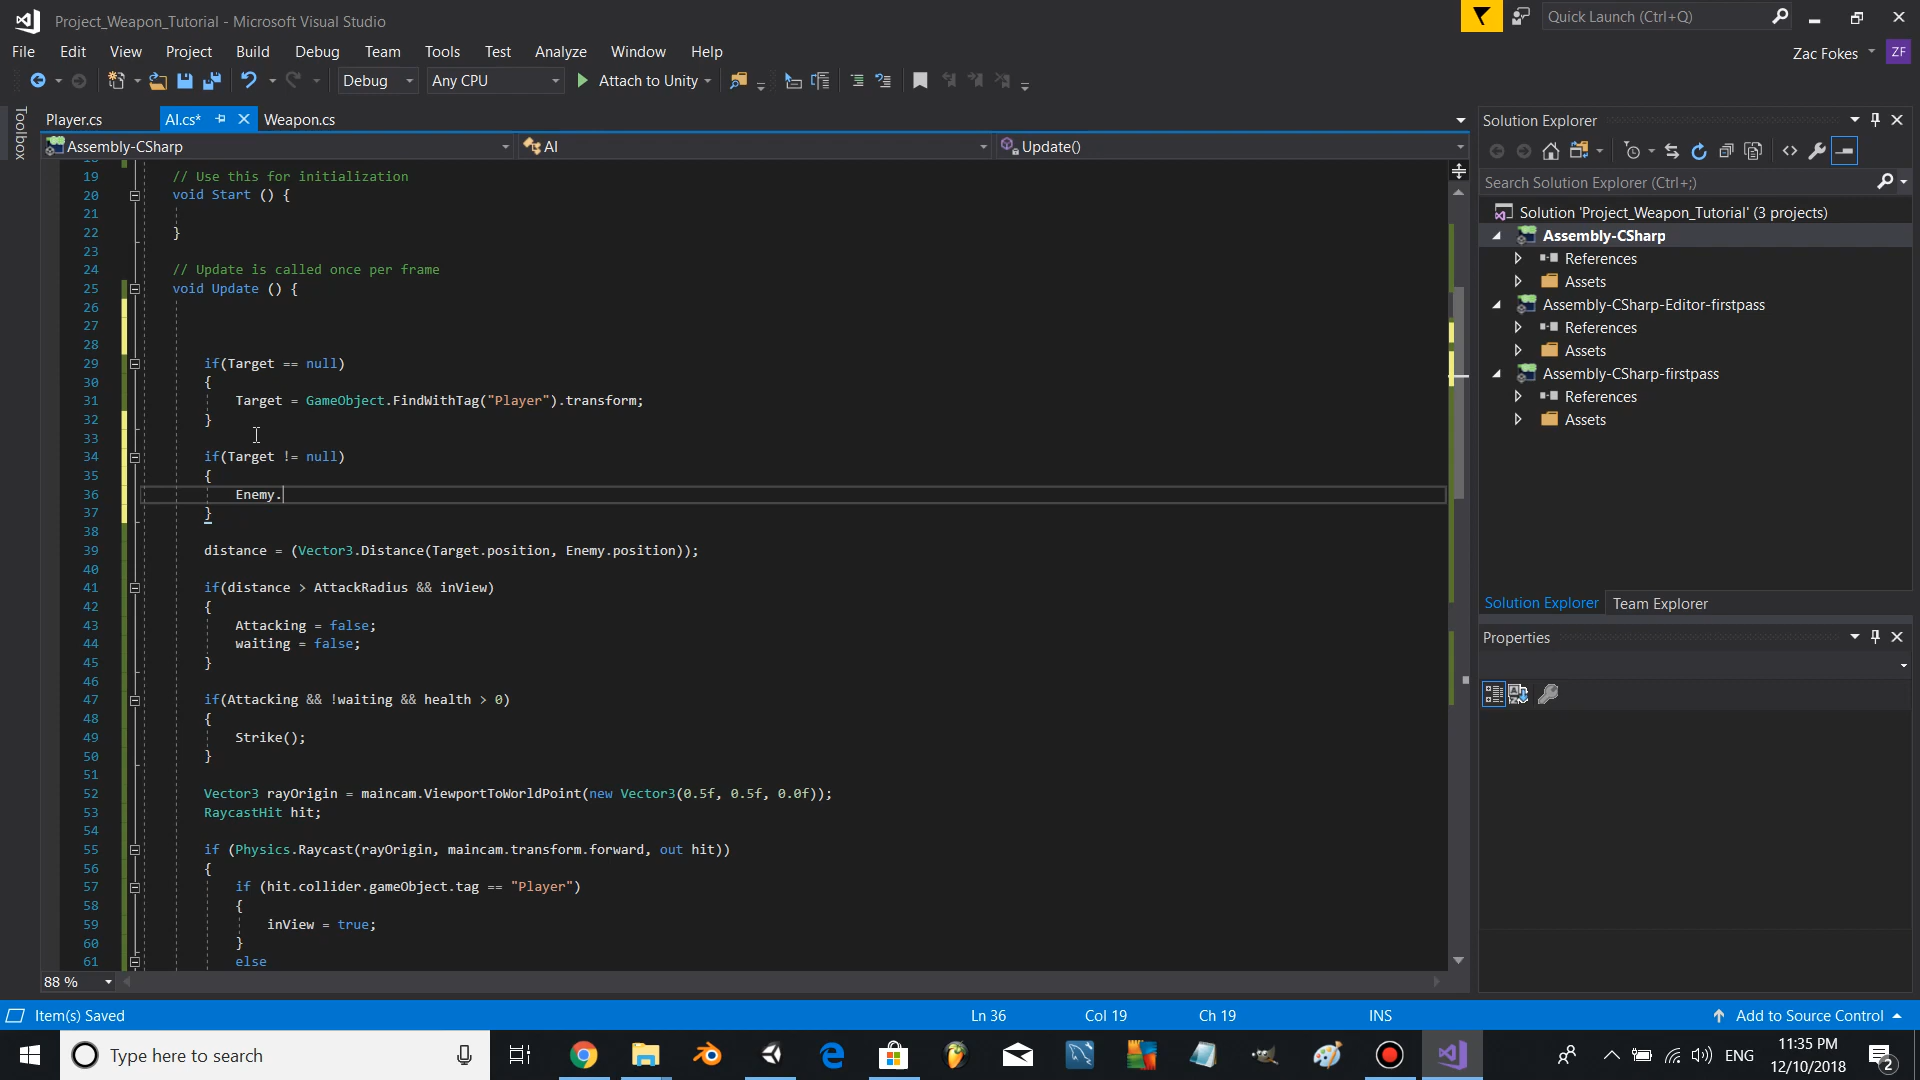 Project_Weapon_Tutorial - Microsoft Visual Studio
Quick Launch (Ctrl+Q)
File Edit View Project Build Debug Team Tools Test Analyze Window Help
Zac Fokes ZF
Debug Any CPU Attach to Unity
Toolbox
Player.cs AI.cs* Weapon.cs
Assembly-CSharp AI Update()
19 // Use this for initialization
20 void Start () {
21
22 }
23
24 // Update is called once per frame
25 void Update () {
26
27
28
29 if(Target == null)
30 {
31 Target = GameObject.FindWithTag("Player").transform;
32 }
33
34 if(Target != null)
35 {
36 Enemy.
37 }
38
39 distance = (Vector3.Distance(Target.position, Enemy.position));
40
41 if(distance > AttackRadius && inView)
42 {
43 Attacking = false;
44 waiting = false;
45 }
46
47 if(Attacking && !waiting && health > 0)
48 {
49 Strike();
50 }
51
52 Vector3 rayOrigin = maincam.ViewportToWorldPoint(new Vector3(0.5f, 0.5f, 0.0f));
53 RaycastHit hit;
54
55 if (Physics.Raycast(rayOrigin, maincam.transform.forward, out hit))
56 {
57 if (hit.collider.gameObject.tag == "Player")
58 {
59 inView = true;
60 }
61 else
88 %
Solution Explorer
Search Solution Explorer (Ctrl+;)
Solution 'Project_Weapon_Tutorial' (3 projects)
Assembly-CSharp
References
Assets
Assembly-CSharp-Editor-firstpass
References
Assets
Assembly-CSharp-firstpass
References
Assets
Solution Explorer Team Explorer
Properties
Item(s) Saved Ln 36 Col 19 Ch 19 INS Add to Source Control
Type here to search
ENG
11:35 PM
12/10/2018
2